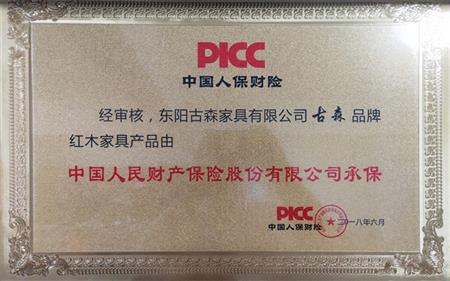 PICC
中国人保财险
经审核，东阳古森家具有限公司古森品牌
红木家具产品由
中国人民财产保险股份有限公司承保
PICC
中国人保财险
二〇一八年六月